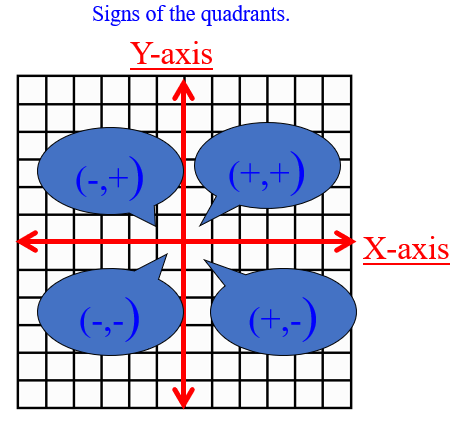 Signs of the quadrants.
Y-axis
(-,+)
(+,+)
X-axis
(-,-)
(+,-)